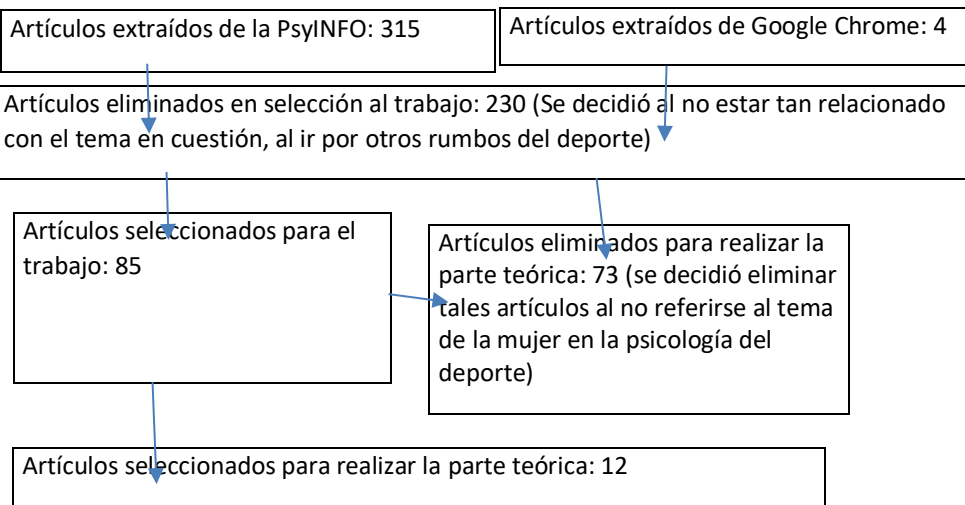 Artículos extraídos de la PsyINFO: 315
Artículos extraídos de Google Chrome: 4
Artículos eliminados en selección al trabajo: 230 (Se decidió al no estar tan relacionado
con el tema en cuestión, al ir por otros rumbos del deporte)
Artículos seleccionados para el
trabajo: 85
Artículos eliminados para realizar la
parte teórica: 73 (se decidió eliminar
tales artículos al no referirse al tema
de la mujer en la psicología del
deporte)
Artículos seleccionados para realizar la parte teórica: 12